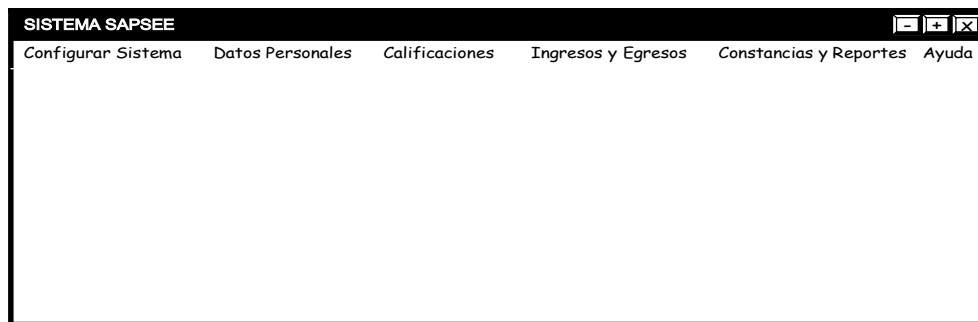 SISTEMA SAPSEE - + x
Configurar Sistema Datos Personales Calificaciones Ingresos y Egresos Constancias y Reportes Ayuda